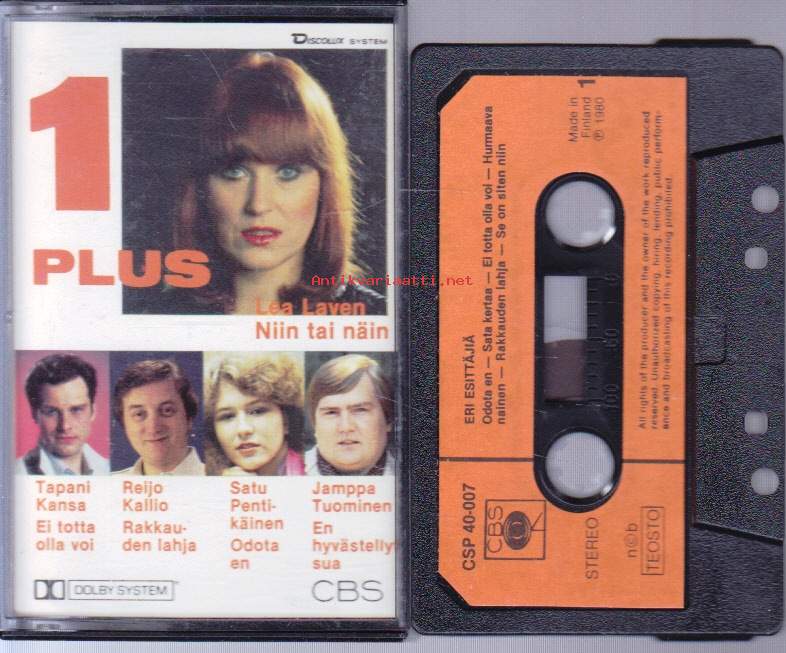 DISCOLUX SYSTEM
1
PLUS
Antikvariaatti.net
Lea Laven
Niin tai näin
Tapani
Kansa
Ei totta
olla voi
Reijo
Kallio
Rakkau-
den lahja
Satu
Penti-
käinen
Odota
en
Jamppa
Tuominen
En
hyvästellyt
sua
DOLBY SYSTEM
CBS
1
Made in
Finland
℗ 1980
ERI ESITTÄJIÄ
Odota en — Sata kertaa — Ei totta olla voi — Hurmaava
nainen — Rakkauden lahja — Se on siten niin
100 50 0
All rights of the producer and the owner of the work reproduced
reserved. Unauthorized copying, hiring, lending, public perform-
ance and broadcasting of this recording prohibited.
CSP 40-007
CBS
STEREO
n©b
TEOSTO